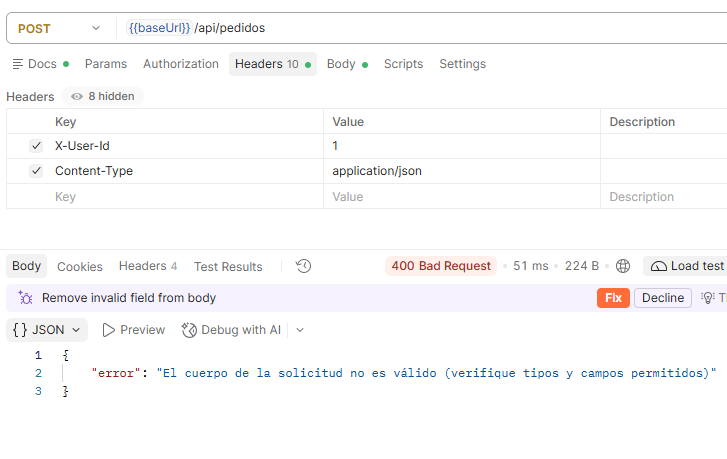 POST {{baseUrl}} /api/pedidos
Docs Params Authorization Headers 10 Body Scripts Settings
Headers 8 hidden
Key Value Description
X-User-Id 1
Content-Type application/json
Key Value Description
Body Cookies Headers 4 Test Results 400 Bad Request 51 ms 224 B Load test
Remove invalid field from body Fix Decline
{} JSON Preview Debug with AI
1 {
2 "error": "El cuerpo de la solicitud no es válido (verifique tipos y campos permitidos)"
3 }